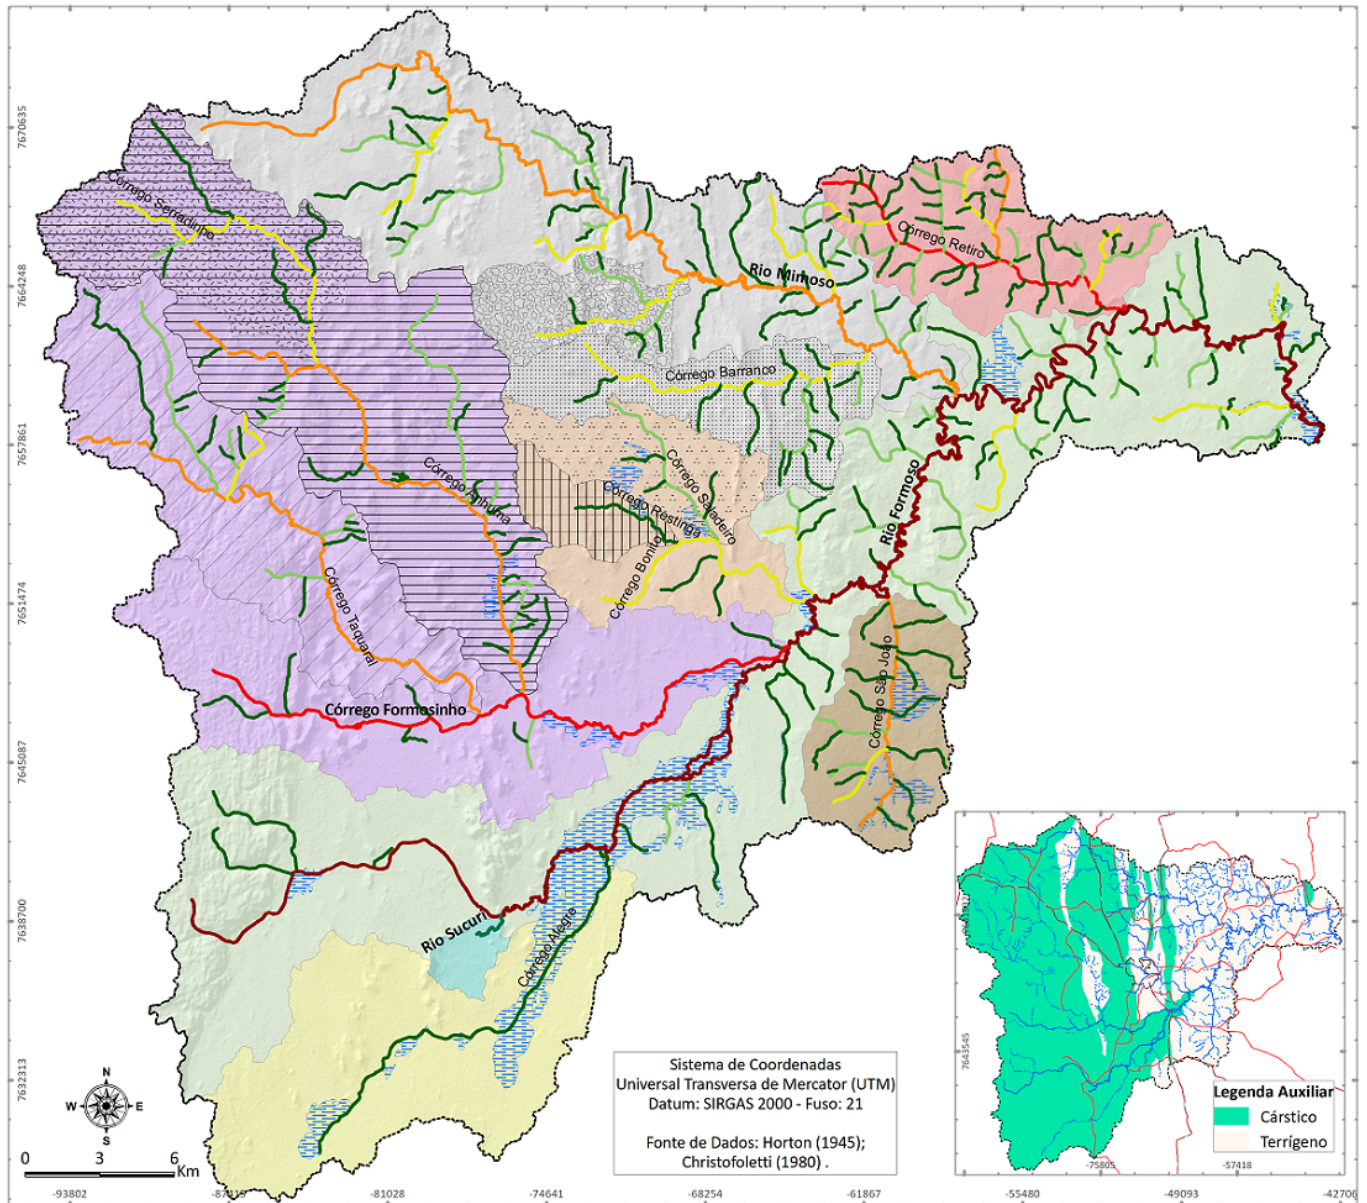 7670635
7664248
7657861
7651474
7645087
7638700
7632313
Córrego Serradinho
Córrego Retiro
Rio Mimoso
Córrego Barranco
Córrego Anhuma
Córrego Saladeiro
Córrego Restinga
Córrego Bonito
Rio Formoso
Córrego Taquaral
Córrego São João
Córrego Formosinho
Rio Sucuri
Córrego Alegre
N
W
E
S
0
3
6
Km
Sistema de Coordenadas
Universal Transversa de Mercator (UTM)
Datum: SIRGAS 2000 - Fuso: 21
Fonte de Dados: Horton (1945);
Christofoletti (1980) .
7643545
Legenda Auxiliar
Cárstico
Terrígeno
-75805
-57418
-93802
-81028
-74641
-68254
-61867
-55480
-49093
-42706